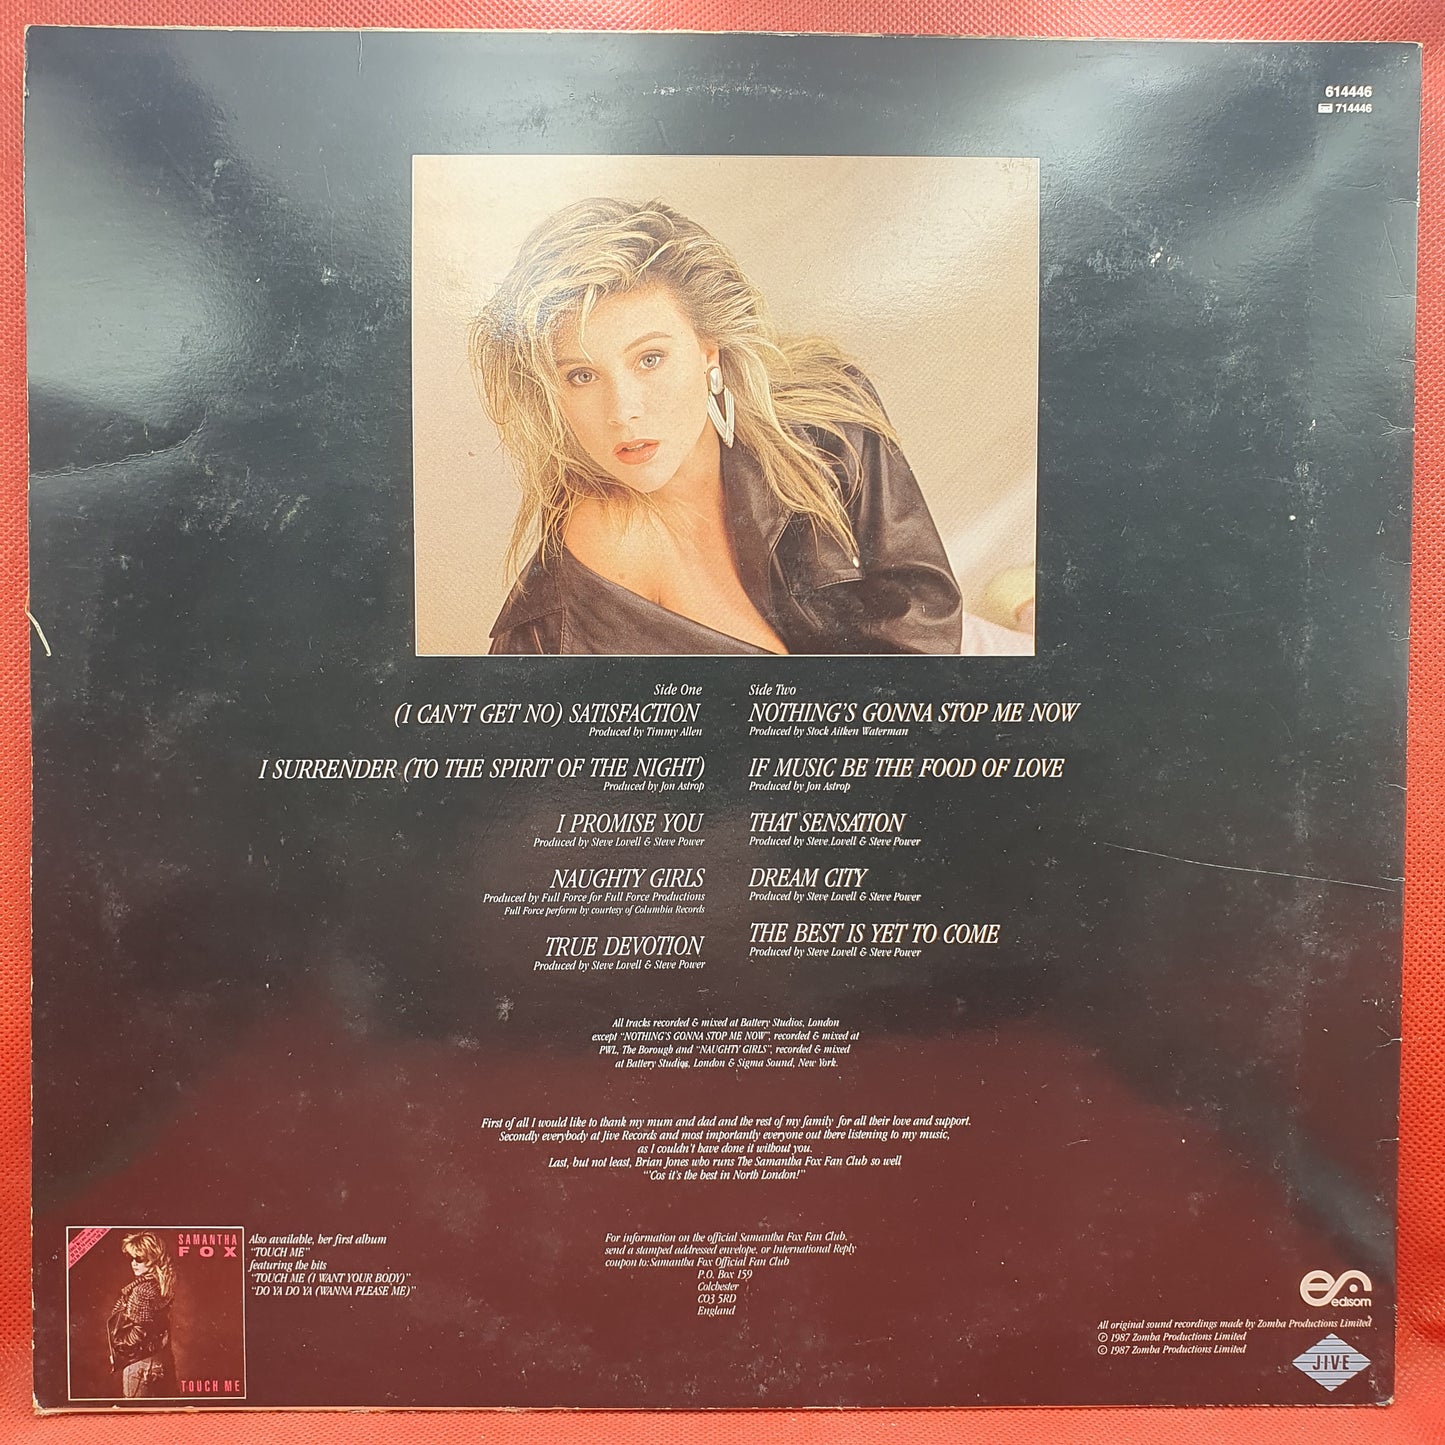 614446
714446
Side One
(I CAN'T GET NO) SATISFACTION
Produced by Timmy Allen
I SURRENDER (TO THE SPIRIT OF THE NIGHT)
Produced by Jon Astrop
I PROMISE YOU
Produced by Steve Lovell & Steve Power
NAUGHTY GIRLS
Produced by Full Force for Full Force Productions
Full Force perform by courtesy of Columbia Records
TRUE DEVOTION
Produced by Steve Lovell & Steve Power
Side Two
NOTHING'S GONNA STOP ME NOW
Produced by Stock Aitken Waterman
IF MUSIC BE THE FOOD OF LOVE
Produced by Jon Astrop
THAT SENSATION
Produced by Steve Lovell & Steve Power
DREAM CITY
Produced by Steve Lovell & Steve Power
THE BEST IS YET TO COME
Produced by Steve Lovell & Steve Power
All tracks recorded & mixed at Battery Studios, London
except "NOTHING'S GONNA STOP ME NOW", recorded & mixed at
PWL, The Borough and "NAUGHTY GIRLS", recorded & mixed
at Battery Studios, London & Sigma Sound, New York.
First of all I would like to thank my mum and dad and the rest of my family for all their love and support.
Secondly everybody at Jive Records and most importantly everyone out there listening to my music,
as I couldn't have done it without you.
Last, but not least, Brian Jones who runs The Samantha Fox Fan Club so well
"'Cos it's the best in North London!"
SAMANTHA
FOX
TOUCH ME
Also available, her first album
"TOUCH ME"
featuring the hits
"TOUCH ME (I WANT YOUR BODY)"
"DO YA DO YA (WANNA PLEASE ME)"
For information on the official Samantha Fox Fan Club,
send a stamped addressed envelope, or International Reply
coupon to: Samantha Fox Official Fan Club
P.O. Box 159
Colchester
CO3 5RD
England
edisom
All original sound recordings made by Zomba Productions Limited
℗ 1987 Zomba Productions Limited
© 1987 Zomba Productions Limited
JIVE